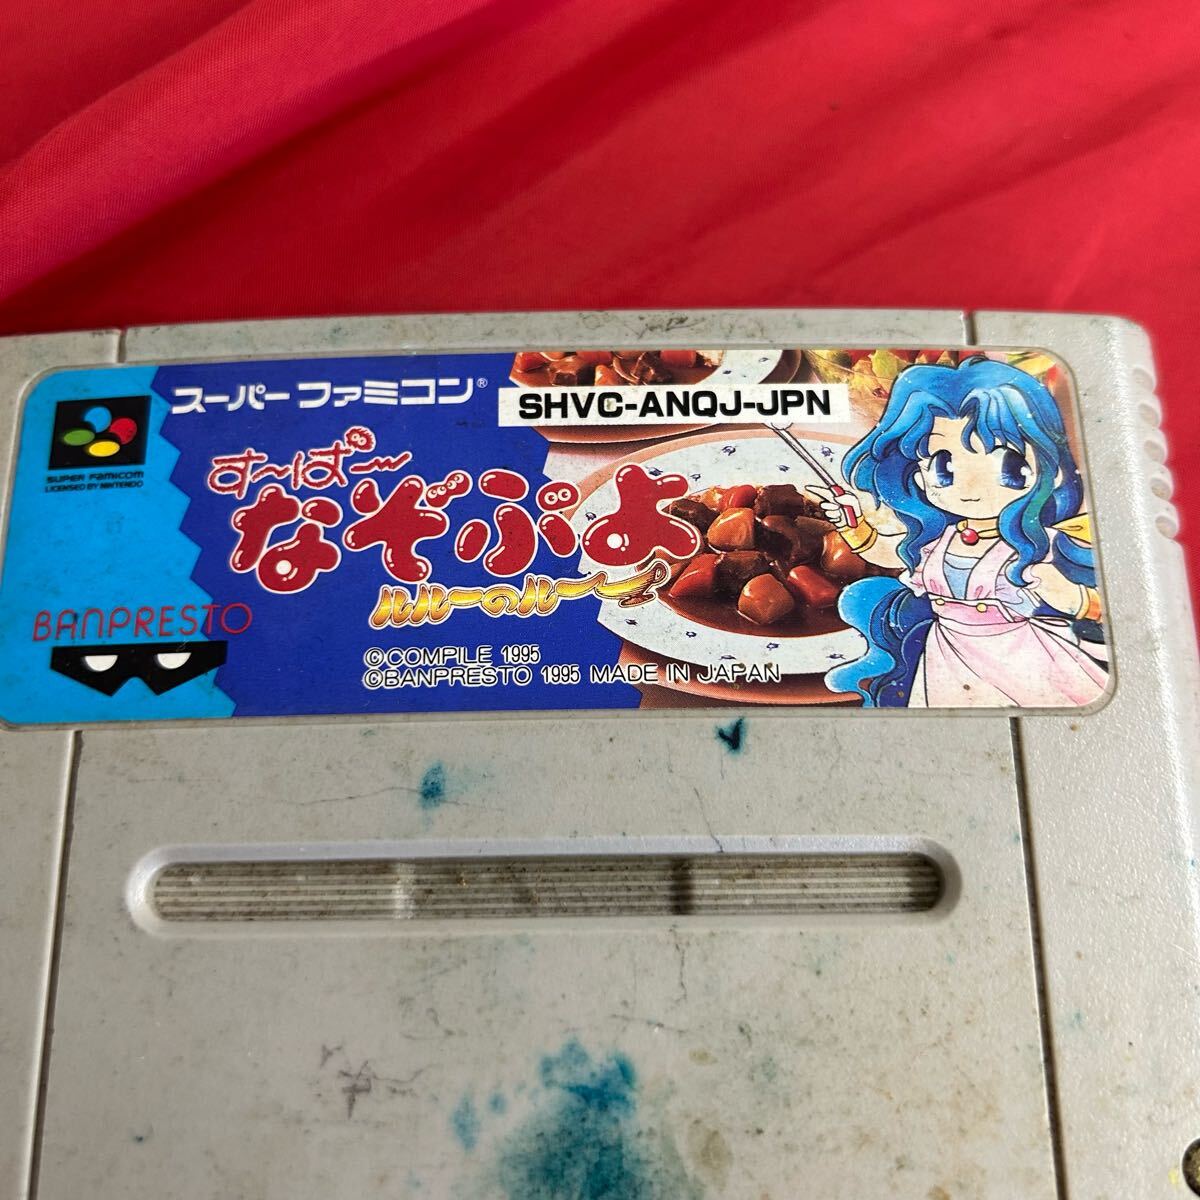 スーパーファミコン®
SHVC-ANQJ-JPN
SUPER FAMICOM
LICENSED BY NINTENDO
す〜ぱ〜
なぞぷよ
ルルーのルー
BANPRESTO
©COMPILE 1995
©BANPRESTO 1995 MADE IN JAPAN